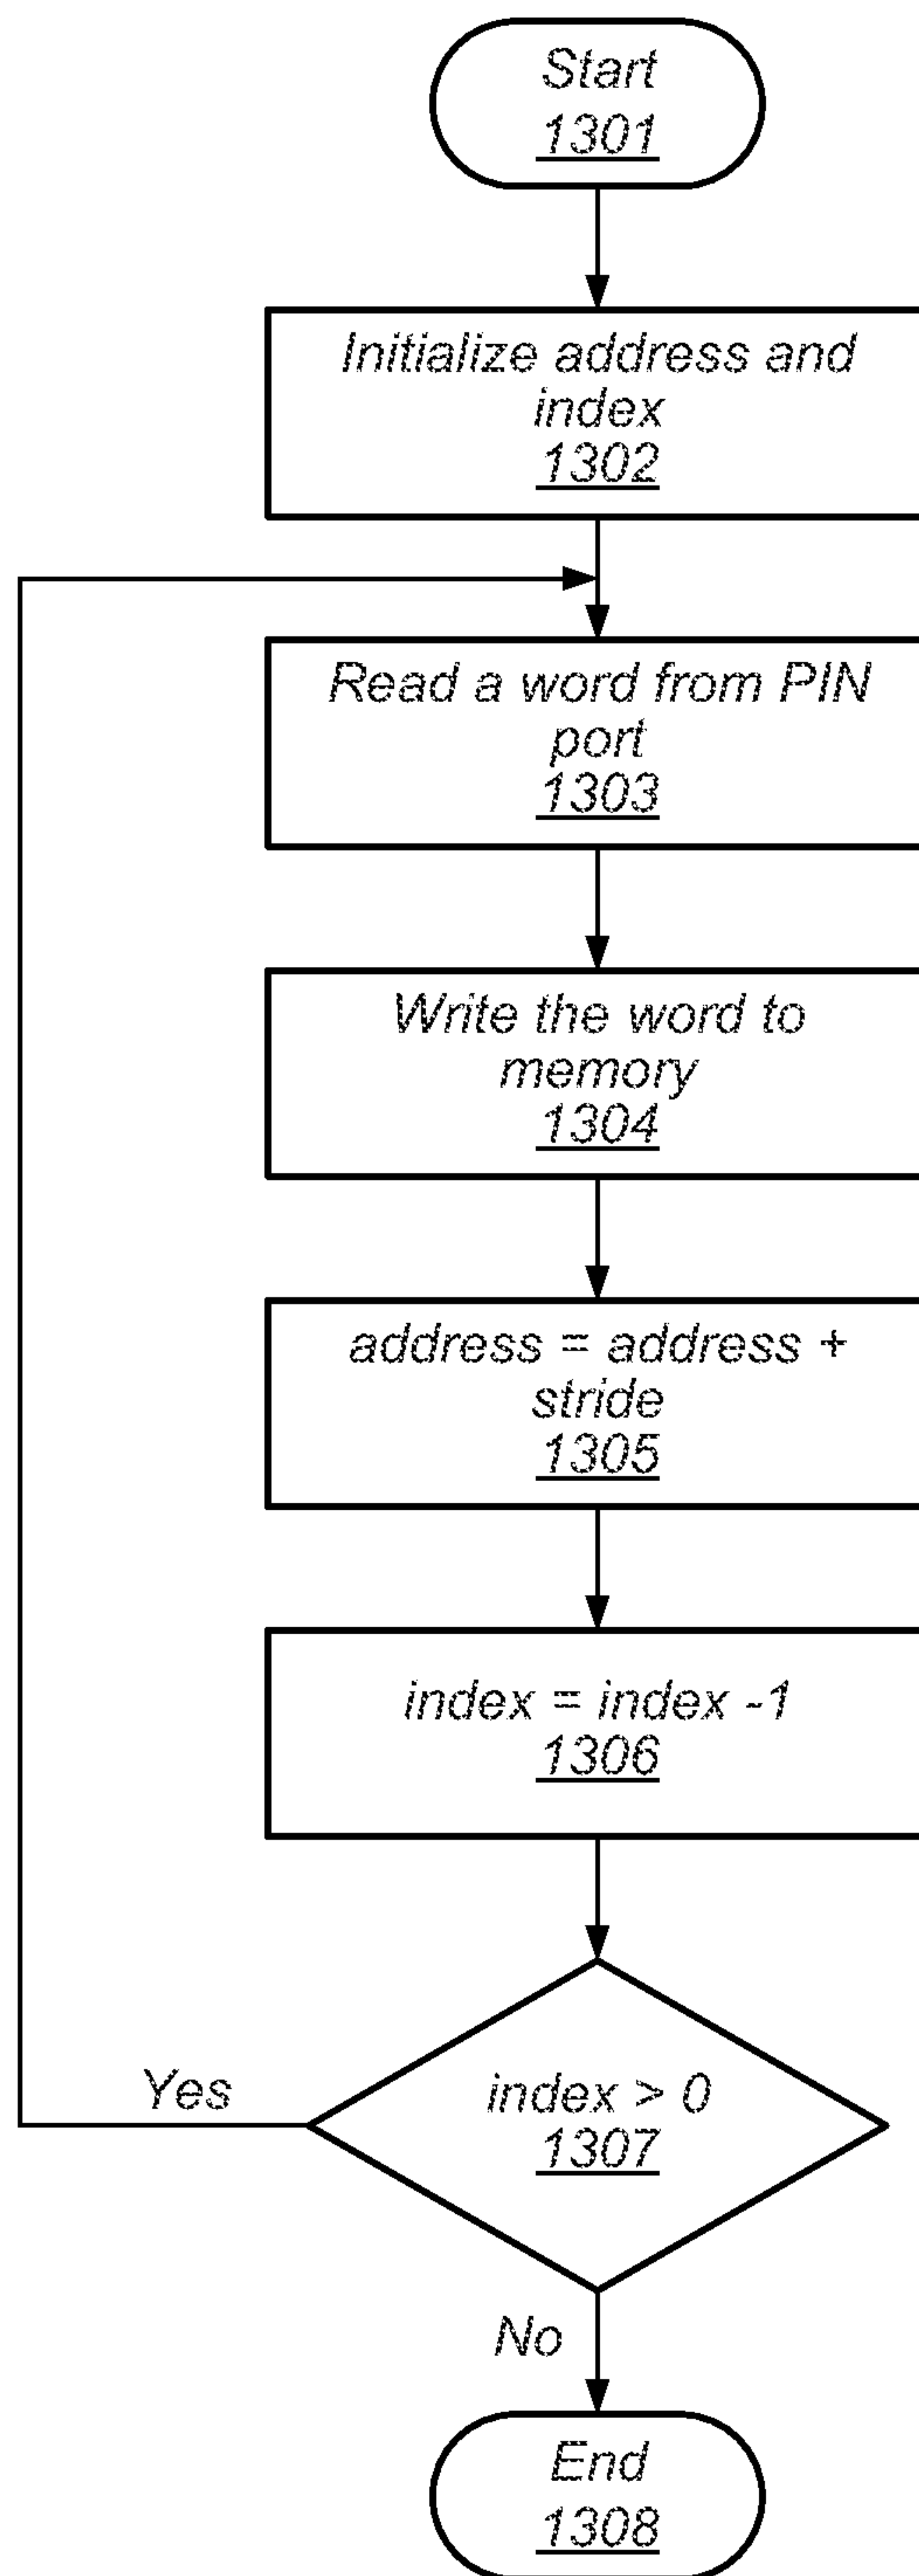 Start
1301
Initialize address and
index
1302
Read a word from PIN
port
1303
Write the word to
memory
1304
address = address +
stride
1305
index = index -1
1306
Yes
index > 0
1307
No
End
1308